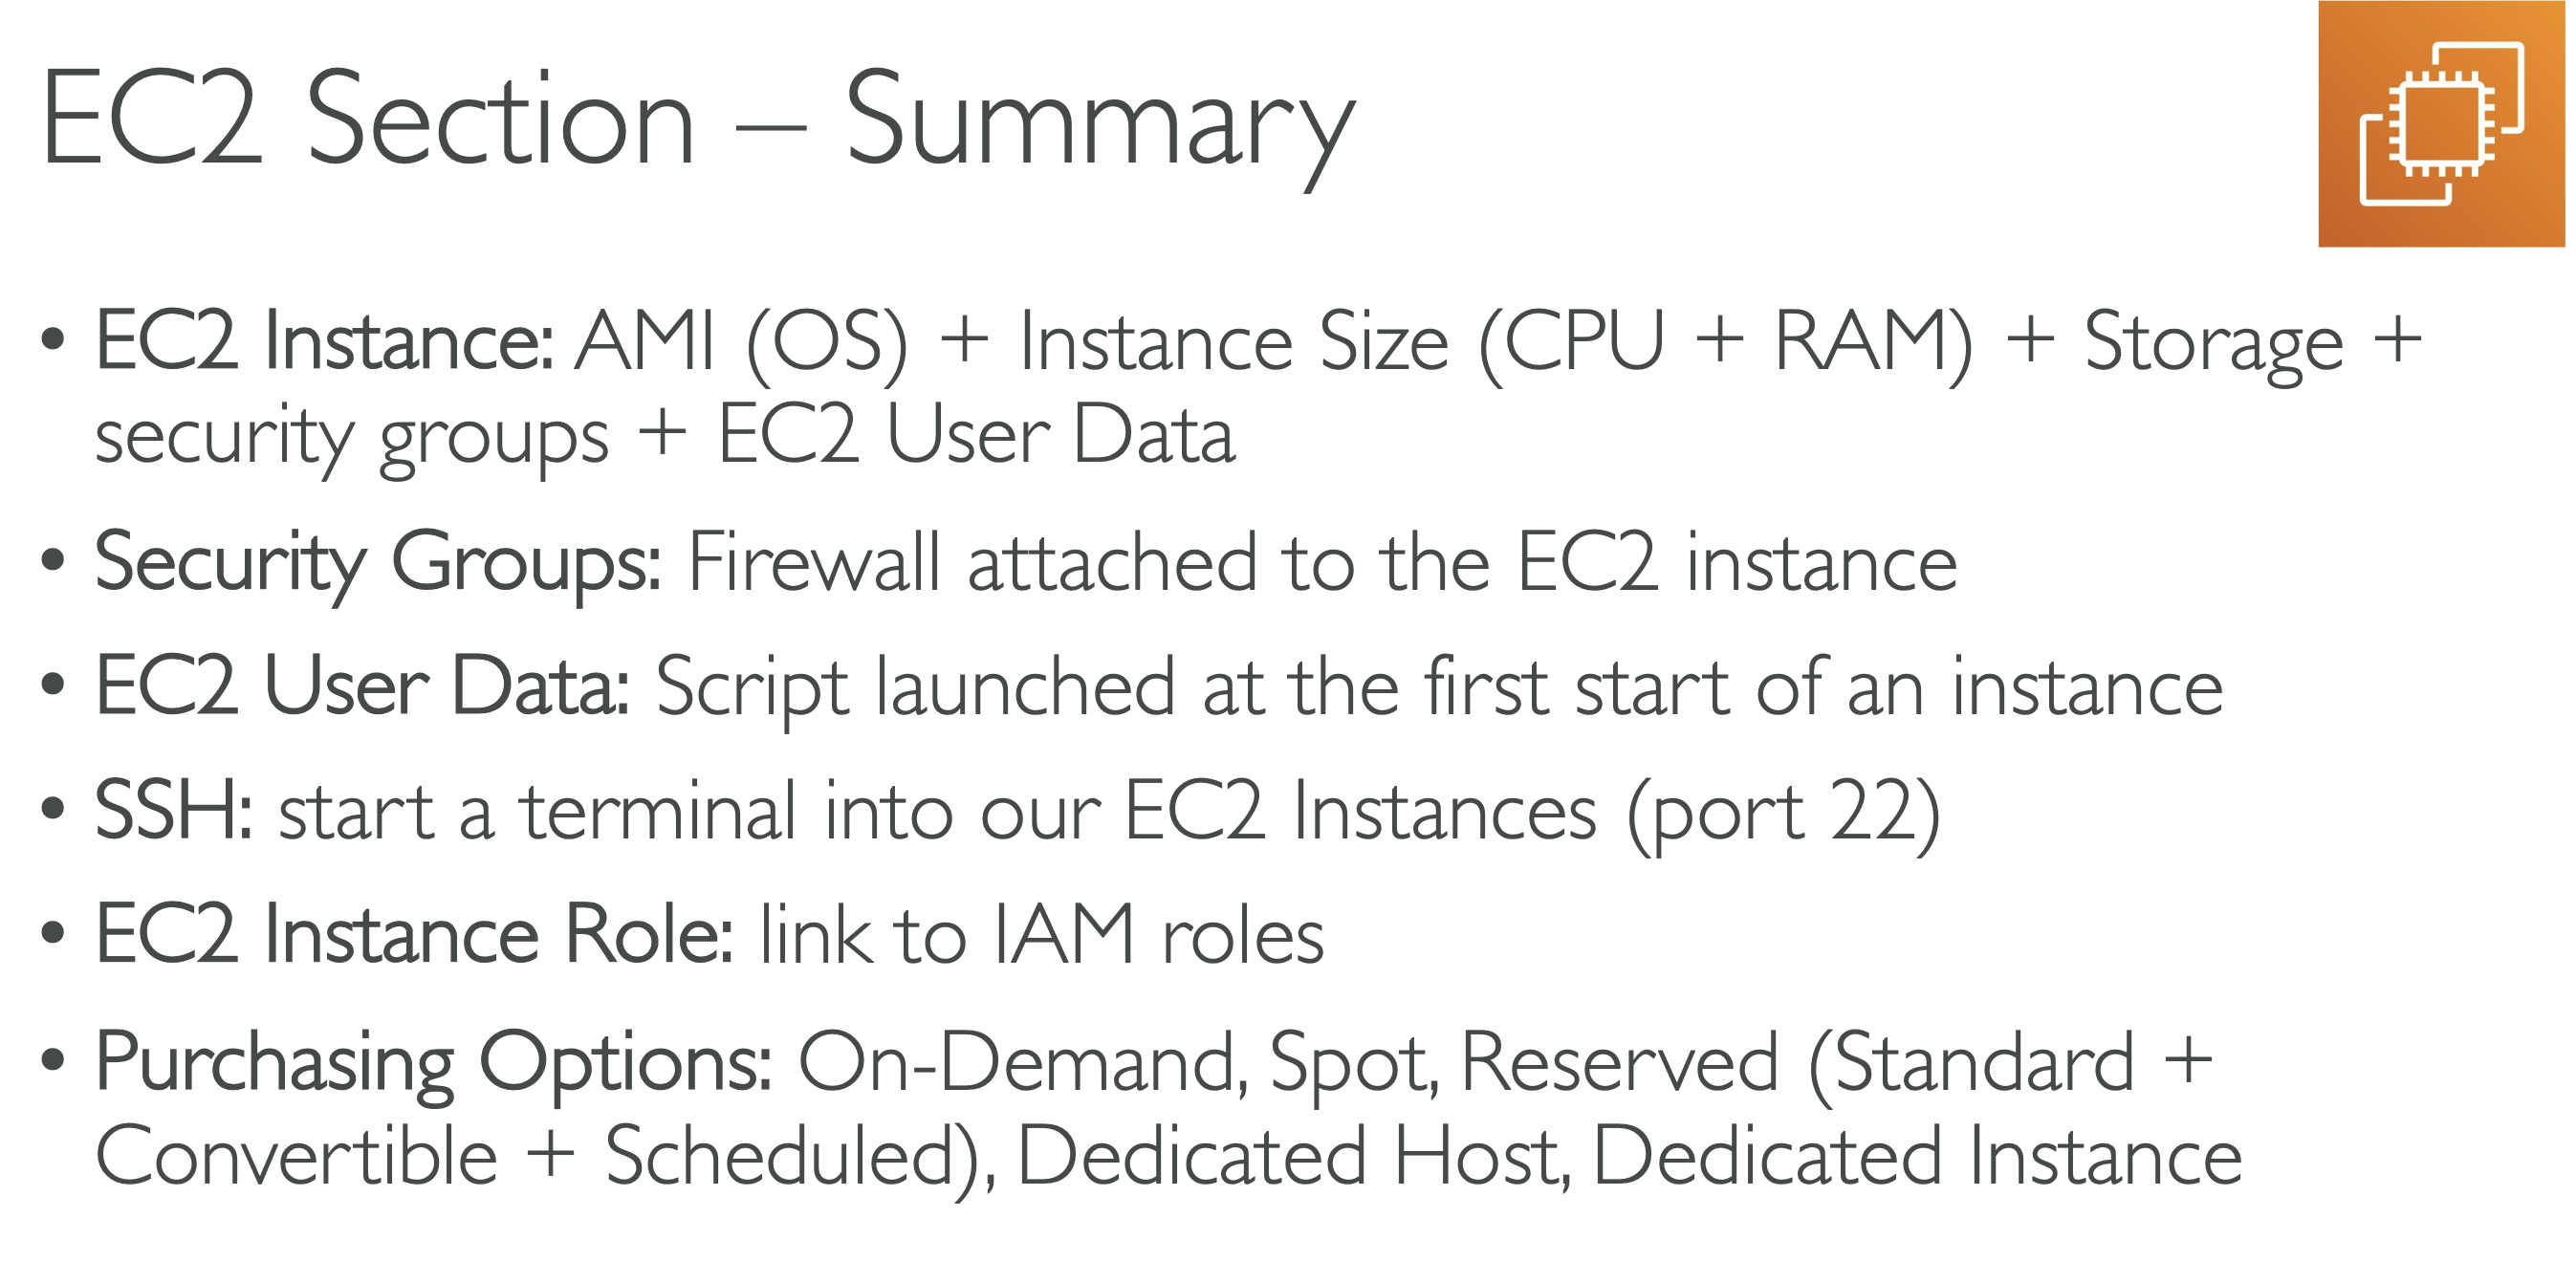 EC2 Section – Summary
• EC2 Instance: AMI (OS) + Instance Size (CPU + RAM) + Storage +
security groups + EC2 User Data
• Security Groups: Firewall attached to the EC2 instance
• EC2 User Data: Script launched at the first start of an instance
• SSH: start a terminal into our EC2 Instances (port 22)
• EC2 Instance Role: link to IAM roles
• Purchasing Options: On-Demand, Spot, Reserved (Standard +
Convertible + Scheduled), Dedicated Host, Dedicated Instance